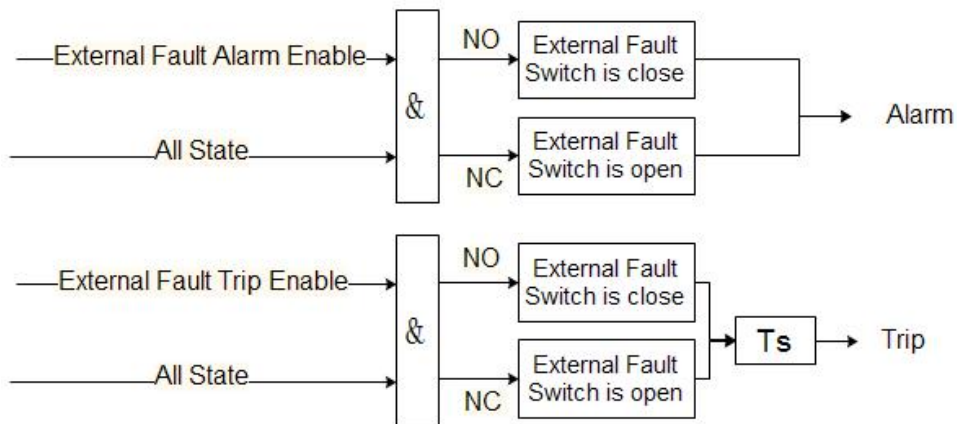 External Fault Alarm Enable
All State
&
NO
NC
External Fault
Switch is close
External Fault
Switch is open
Alarm
External Fault Trip Enable
All State
&
NO
NC
External Fault
Switch is close
External Fault
Switch is open
Ts
Trip